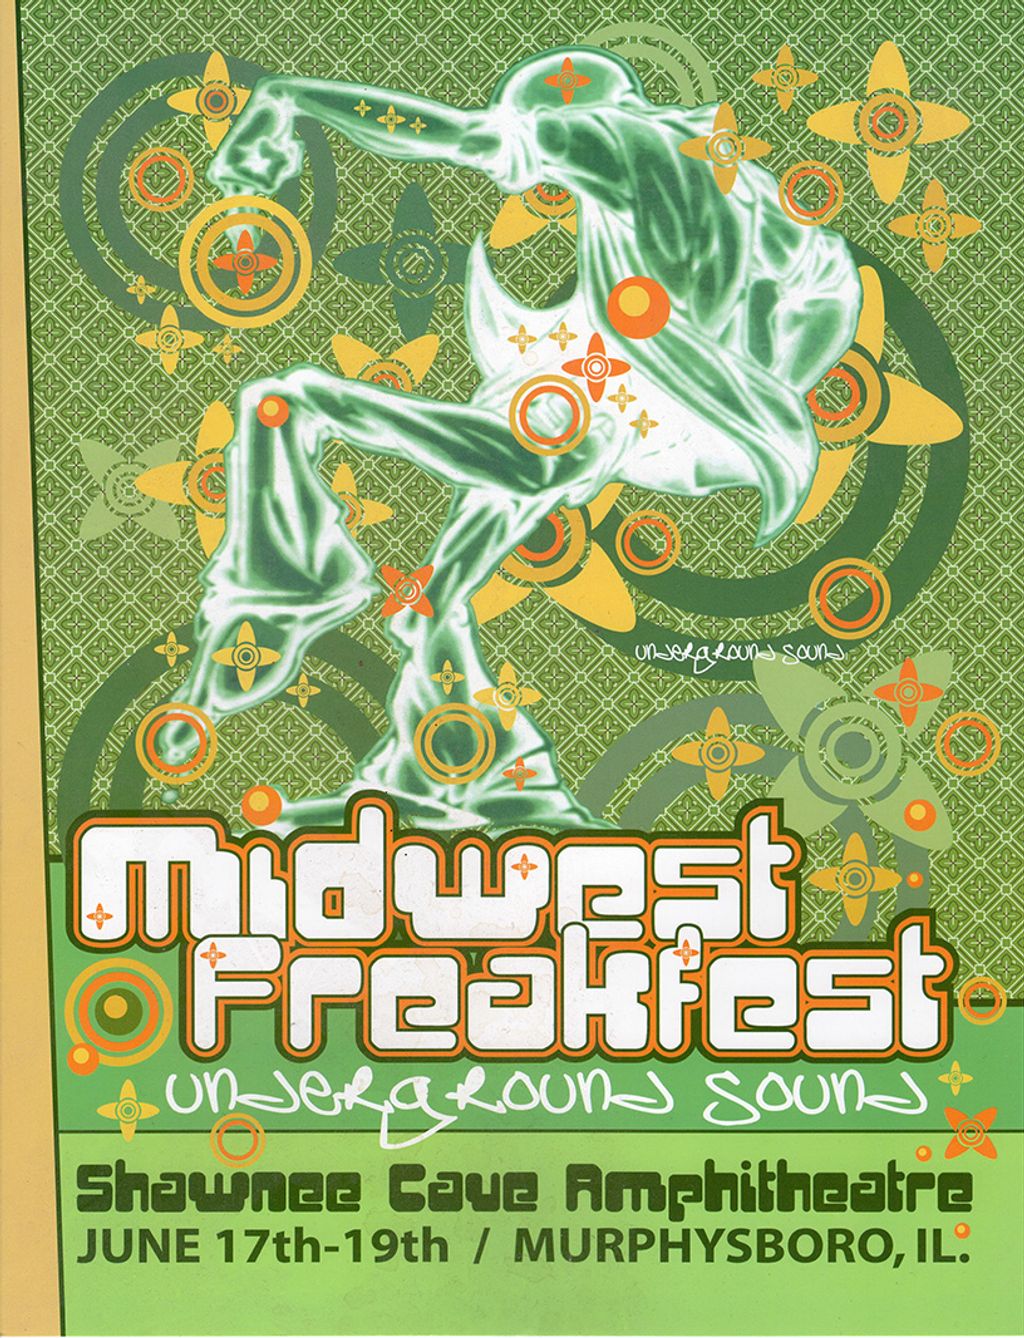 underground sound
Midwest
Freakfest
underground sound
Shawnee Cave Amphitheatre
JUNE 17th-19th / MURPHYSBORO, IL.